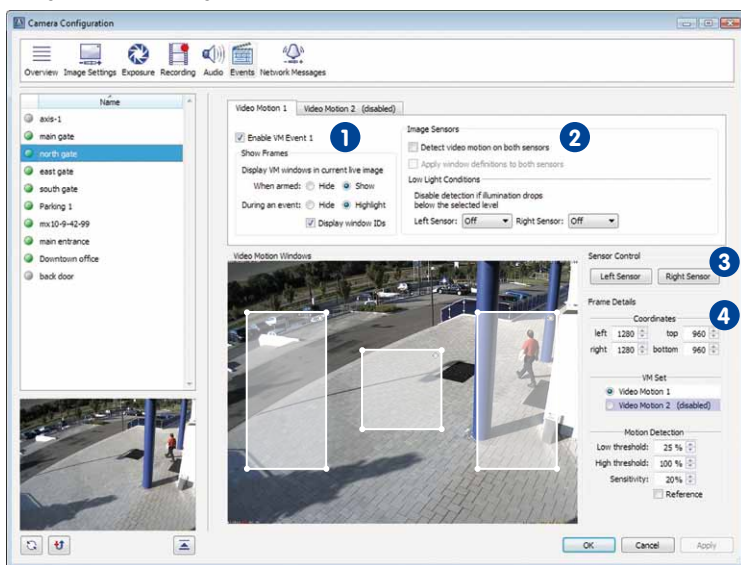 Camera Configuration
Overview Image Settings Exposure Recording Audio Events Network Messages
Name
axis-1
main gate
north gate
east gate
south gate
Parking 1
mx10-9-42-99
main entrance
Downtown office
back door
Video Motion 1 Video Motion 2 (disabled)
Enable VM Event 1
1
Show Frames
Display VM windows in current live image
When armed: Hide Show
During an event: Hide Highlight
Display window IDs
Image Sensors
2
Detect video motion on both sensors
Apply window definitions to both sensors
Low Light Conditions
Disable detection if illumination drops
below the selected level
Left Sensor: Off Right Sensor: Off
Video Motion Windows
Sensor Control
3
Left Sensor Right Sensor
Frame Details
4
Coordinates
left 1280 top 960
right 1280 bottom 960
VM Set
Video Motion 1
Video Motion 2 (disabled)
Motion Detection
Low threshold: 25 %
High threshold: 100 %
Sensitivity: 20%
Reference
OK Cancel Apply